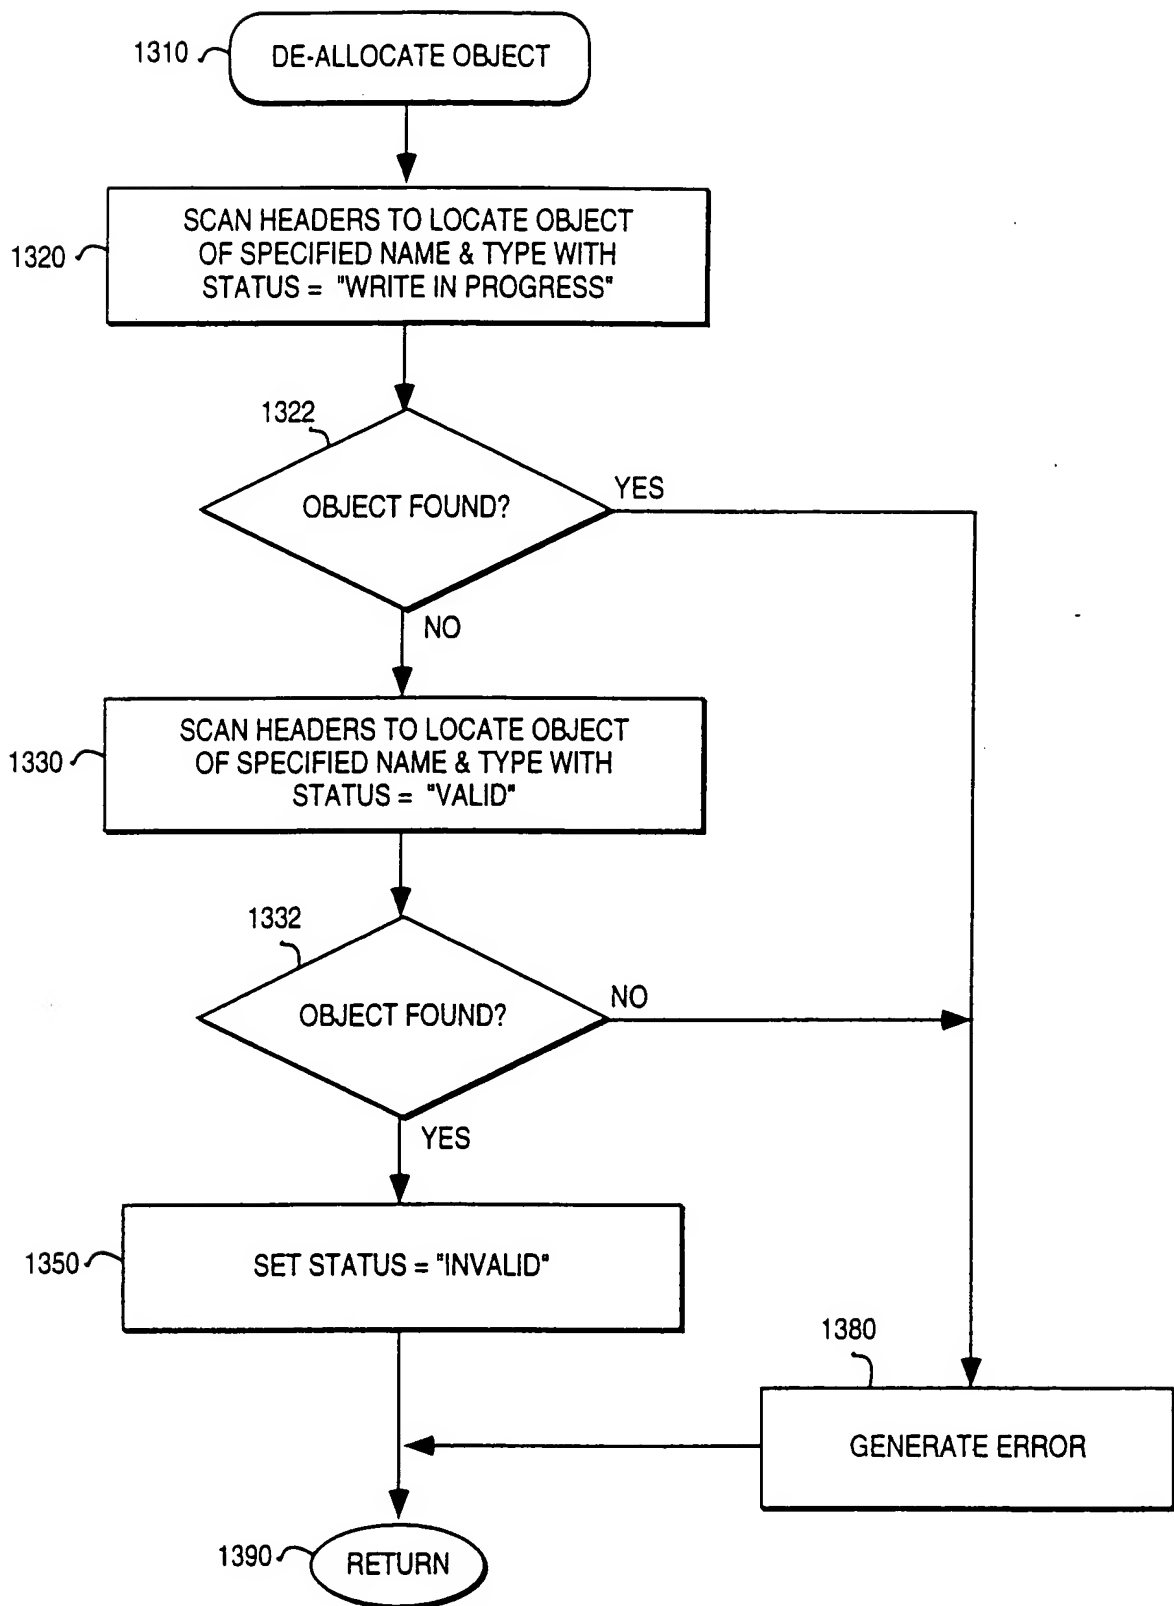 1310
DE-ALLOCATE OBJECT
SCAN HEADERS TO LOCATE OBJECT
OF SPECIFIED NAME & TYPE WITH
STATUS = "WRITE IN PROGRESS"
1320
1322
OBJECT FOUND?
YES
NO
SCAN HEADERS TO LOCATE OBJECT
OF SPECIFIED NAME & TYPE WITH
STATUS = "VALID"
1330
1332
OBJECT FOUND?
NO
YES
1350
SET STATUS = "INVALID"
1380
GENERATE ERROR
1390
RETURN